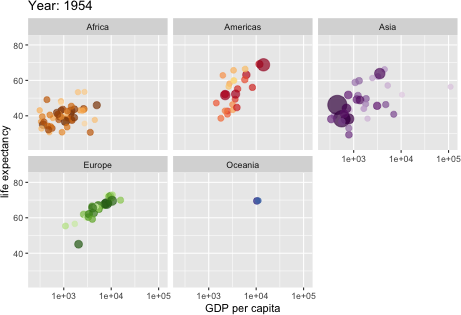 Year: 1954
Africa Americas Asia
80
60
40
1e+03 1e+04 1e+05
Europe Oceania
80
60
40
1e+03 1e+04 1e+05 1e+03 1e+04 1e+05
GDP per capita
life expectancy